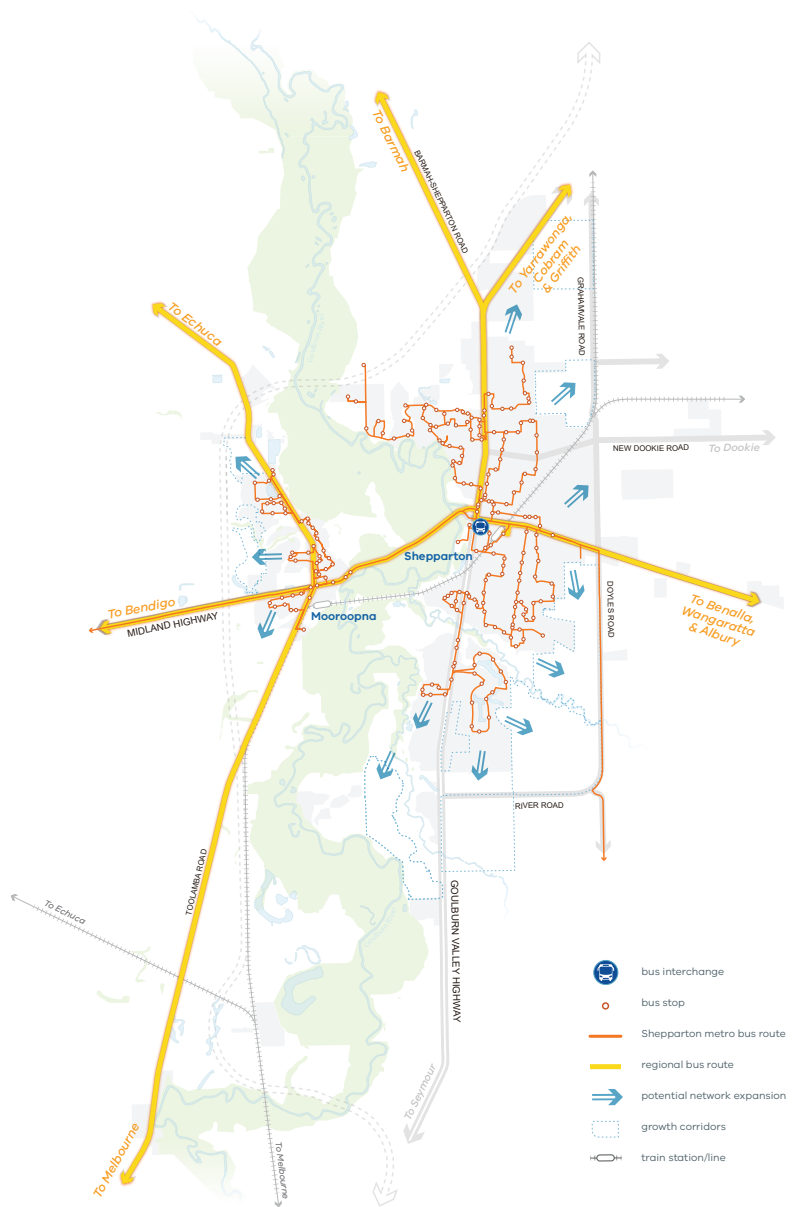 To Barmah
BARMAH-SHEPPARTON ROAD
To Yarrawonga,
Cobram
& Griffith
GRAHAMVALE ROAD
To Echuca
NEW DOOKIE ROAD
To Dookie
Shepparton
To Bendigo
MIDLAND HIGHWAY
Mooroopna
DOYLES ROAD
To Benalla,
Wangaratta
& Albury
RIVER ROAD
TOOLAMBA ROAD
To Echuca
GOULBURN VALLEY HIGHWAY
To Seymour
To Melbourne
To Melbourne
bus interchange
bus stop
Shepparton metro bus route
regional bus route
potential network expansion
growth corridors
train station/line